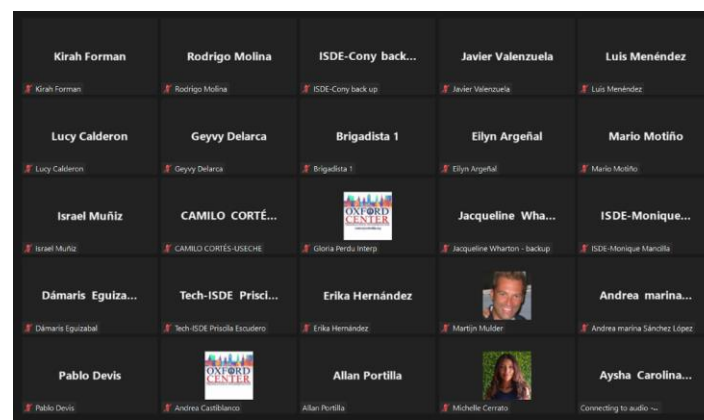 Kirah Forman
Rodrigo Molina
ISDE-Cony back...
Javier Valenzuela
Luis Menéndez
Kirah Forman
Rodrigo Molina
ISDE-Cony back up
Javier Valenzuela
Luis Menéndez
Lucy Calderon
Geyvy Delarca
Brigadista 1
Eilyn Argeñal
Mario Motiño
Lucy Calderon
Geyvy Delarca
Brigadista 1
Eilyn Argeñal
Mario Motiño
Israel Muñiz
CAMILO CORTÉ...
OXFORD
CENTER
Jacqueline Wha...
ISDE-Monique...
Israel Muñiz
CAMILO CORTÉS-USECHE
Gloria Perdu Interp
Jacqueline Wharton - backup
ISDE-Monique Mancilla
Dámaris Eguiza...
Tech-ISDE Prisci...
Erika Hernández
Andrea marina...
Dámaris Eguizabal
Tech-ISDE Priscila Escudero
Erika Hernández
Martijn Mulder
Andrea marina Sánchez López
Pablo Devis
OXFORD
CENTER
Allan Portilla
Aysha Carolina...
Pablo Devis
Andrea Castiblanco
Allan Portilla
Michelle Cerrato
Connecting to audio